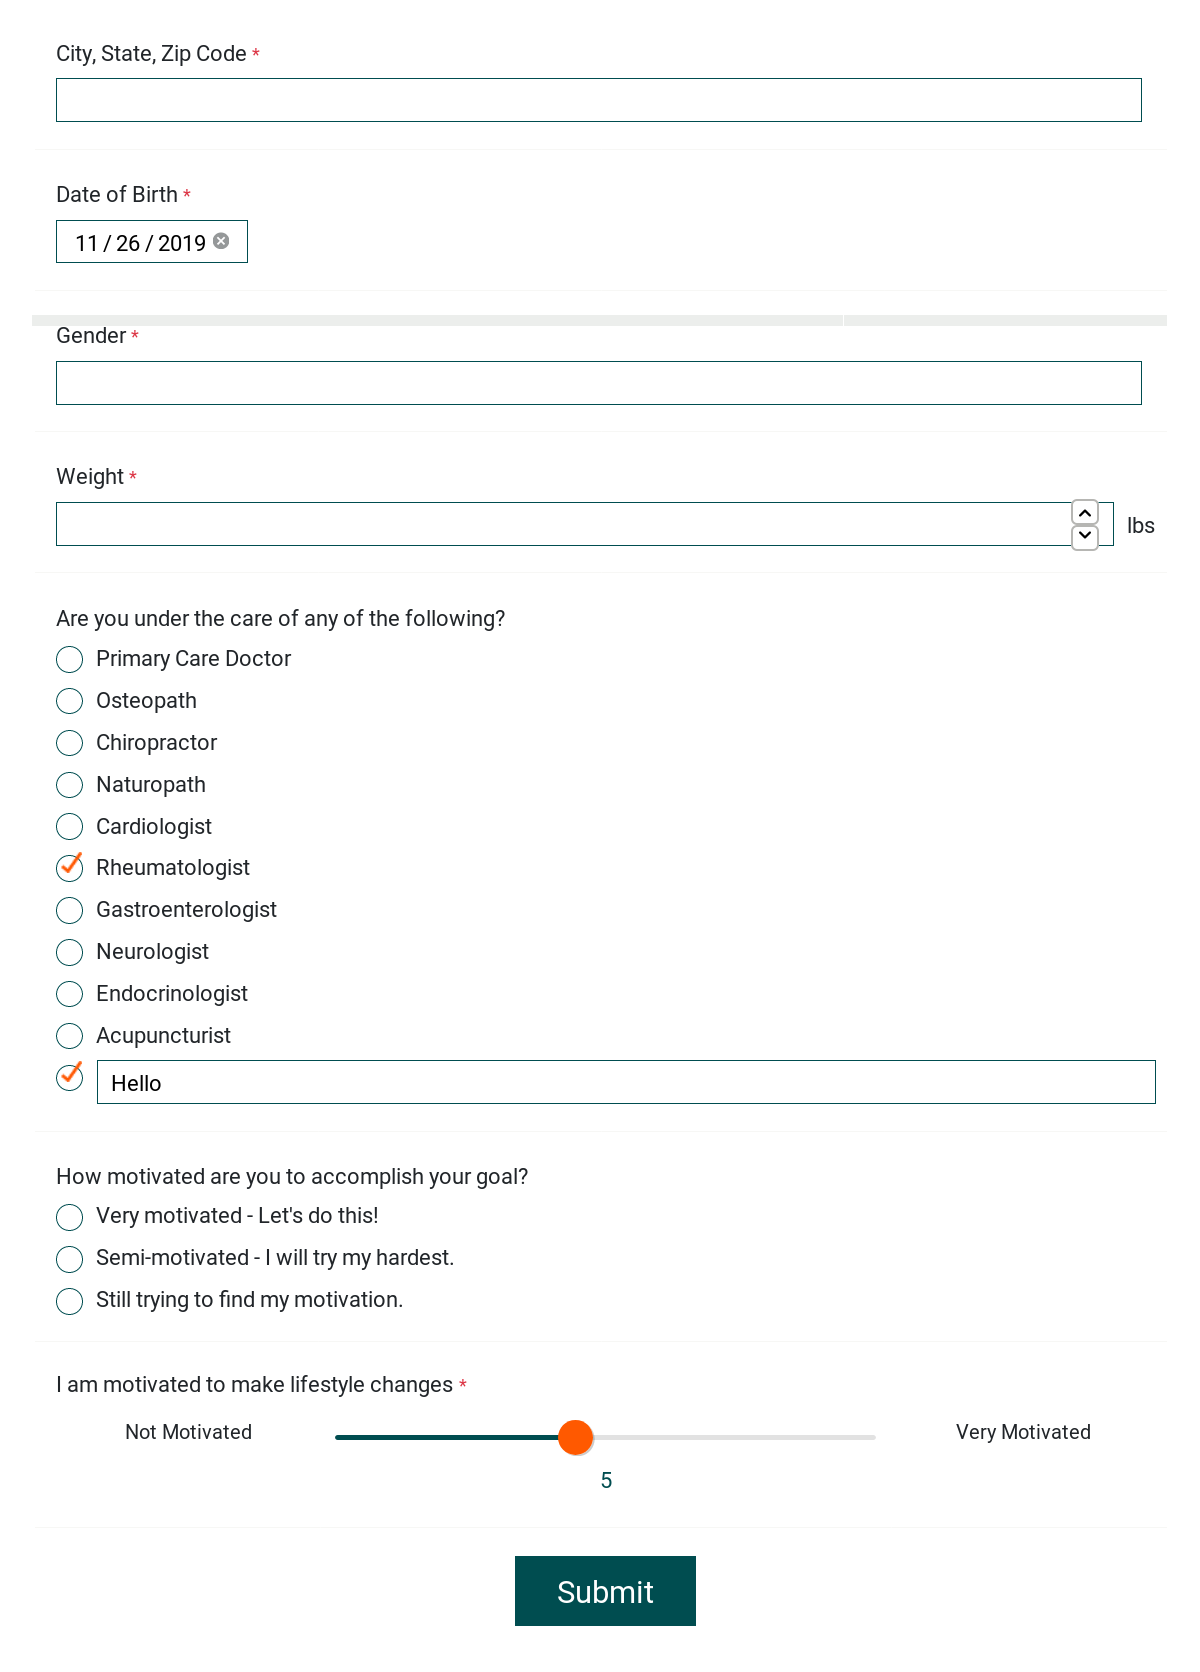 City, State, Zip Code *
Date of Birth *
11 / 26 / 2019
Gender *
Weight *
lbs
Are you under the care of any of the following?
Primary Care Doctor
Osteopath
Chiropractor
Naturopath
Cardiologist
Rheumatologist
Gastroenterologist
Neurologist
Endocrinologist
Acupuncturist
Hello
How motivated are you to accomplish your goal?
Very motivated - Let's do this!
Semi-motivated - I will try my hardest.
Still trying to find my motivation.
I am motivated to make lifestyle changes *
Not Motivated Very Motivated
5
Submit